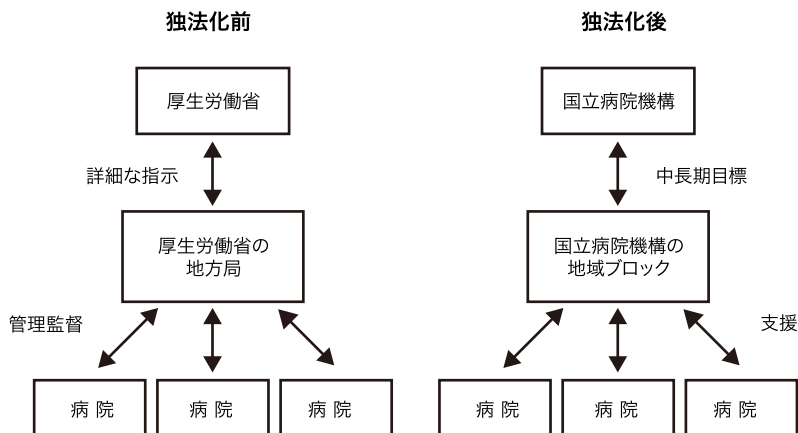 独法化前
厚生労働省
詳細な指示
厚生労働省の
地方局
管理監督
病 院
病 院
病 院
独法化後
国立病院機構
中長期目標
国立病院機構の
地域ブロック
支援
病 院
病 院
病 院